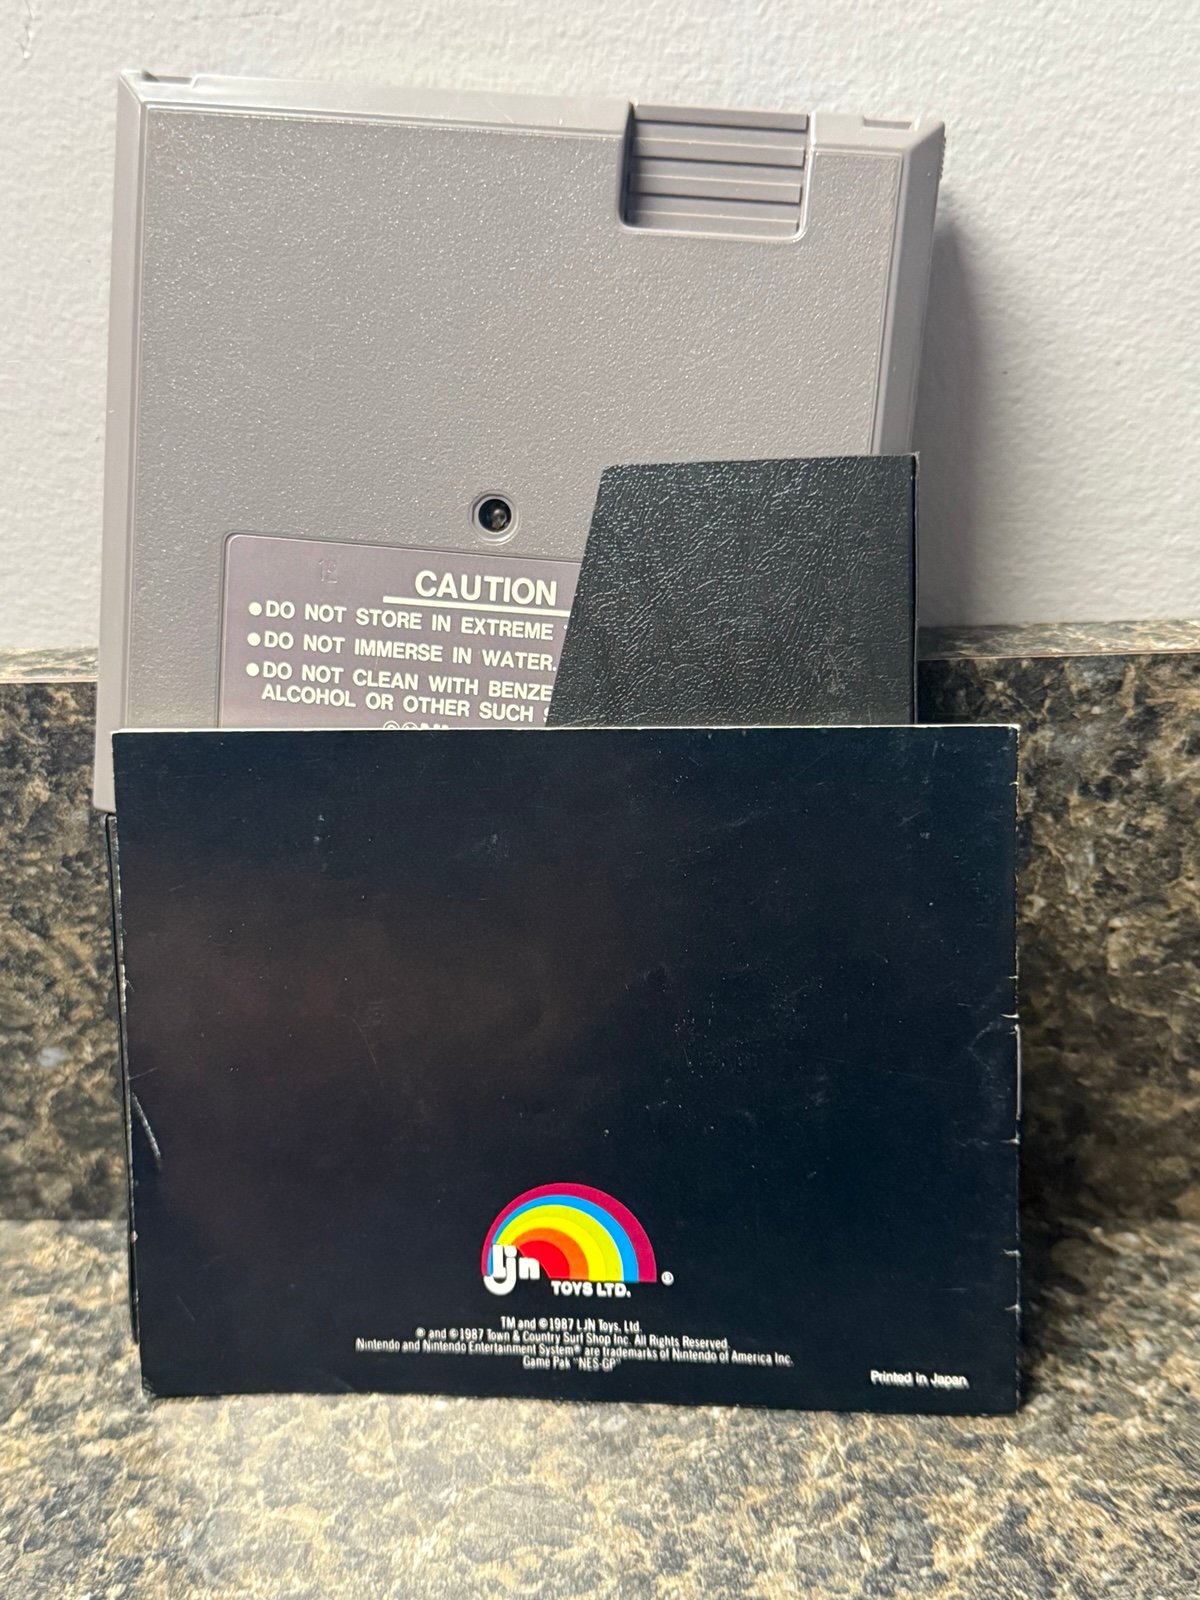 12
CAUTION
●DO NOT STORE IN EXTREME
●DO NOT IMMERSE IN WATER.
●DO NOT CLEAN WITH BENZE
ALCOHOL OR OTHER SUCH
ljn
TOYS LTD.®
TM and ©1987 LJN Toys, Ltd.
® and ©1987 Town & Country Surf Shop Inc. All Rights Reserved.
Nintendo and Nintendo Entertainment System® are trademarks of Nintendo of America Inc.
Game Pak "NES-GP"
Printed in Japan